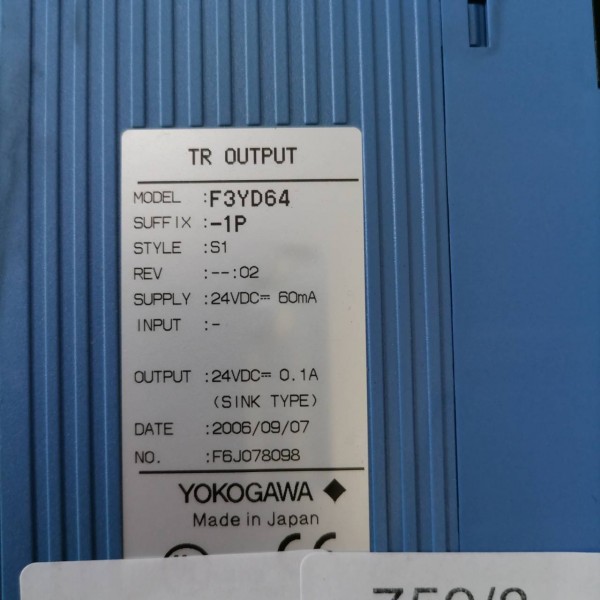 TR OUTPUT
MODEL :F3YD64
SUFFIX :-1P
STYLE :S1
REV :--:02
SUPPLY :24VDC⎓ 60mA
INPUT :-
OUTPUT :24VDC⎓ 0.1A
(SINK TYPE)
DATE :2006/09/07
NO. :F6J078098
YOKOGAWA ◆
Made in Japan
CE